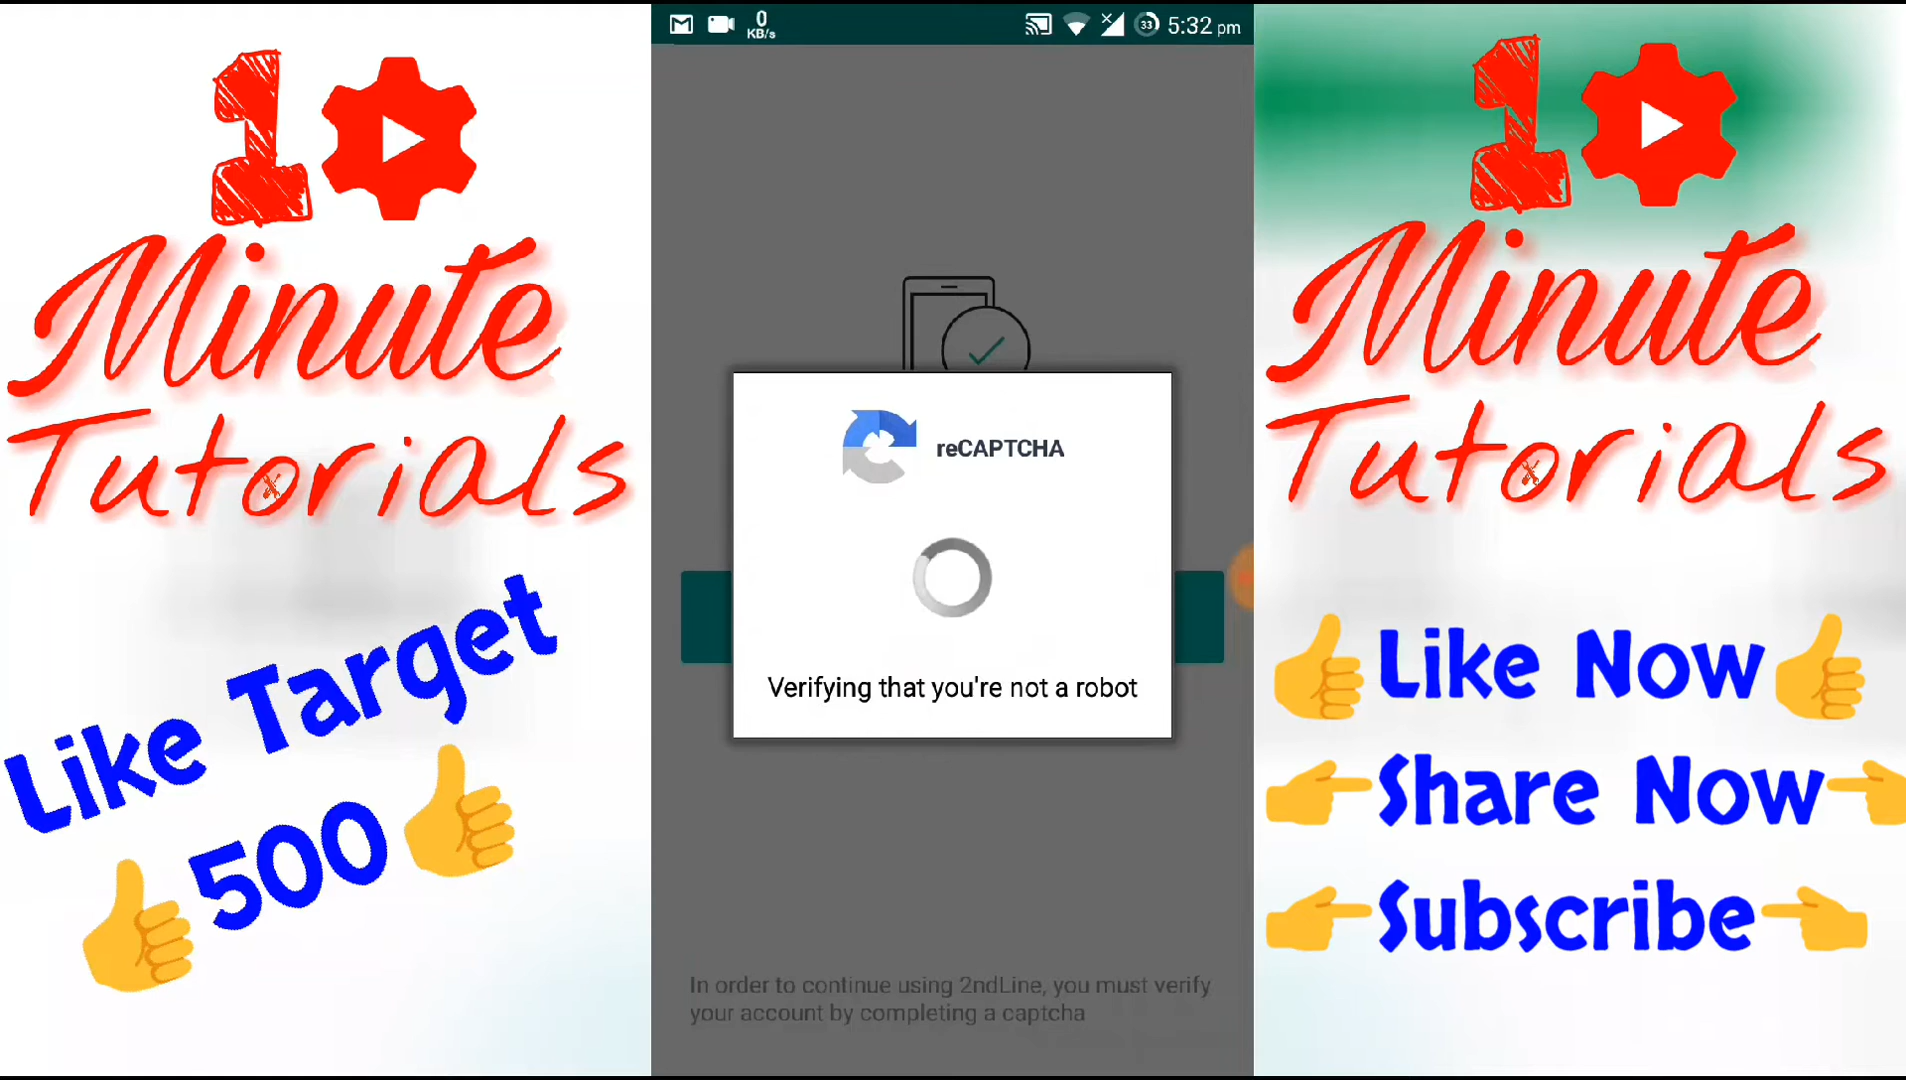 10
Minute
Tutorials
Like Target
500
0
KB/s
33
5:32 pm
reCAPTCHA
Verifying that you're not a robot
In order to continue using 2ndLine, you must verify
your account by completing a captcha
10
Minute
Tutorials
Like Now
Share Now
Subscribe